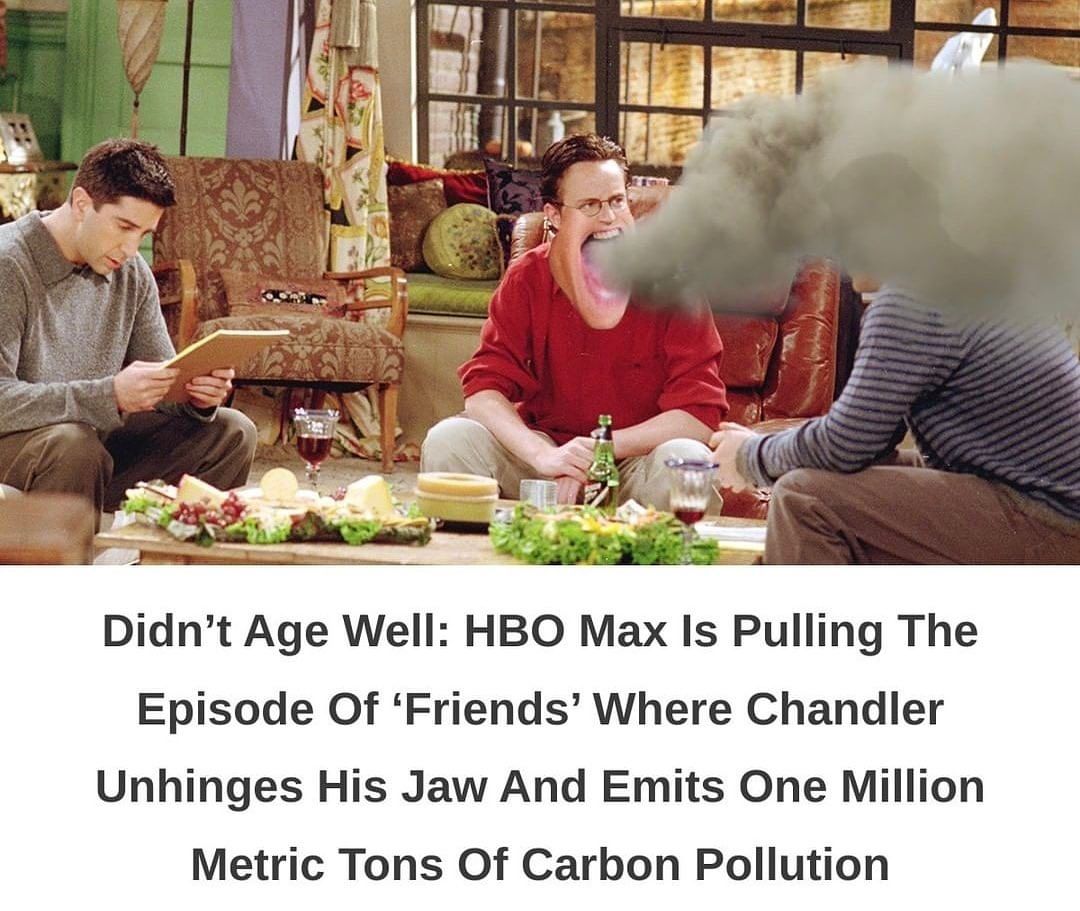 Didn’t Age Well: HBO Max Is Pulling The
Episode Of ‘Friends’ Where Chandler
Unhinges His Jaw And Emits One Million
Metric Tons Of Carbon Pollution